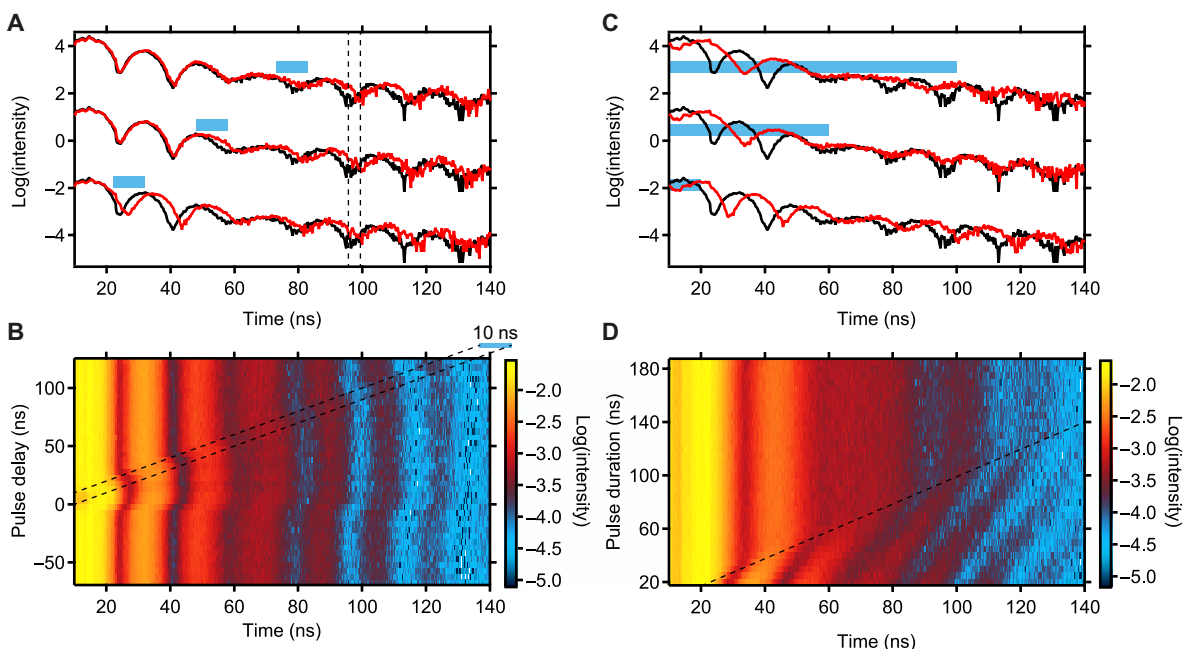 A
Log(intensity)
4
2
0
−2
−4
20 40 60 80 100 120 140
Time (ns)
C
Log(intensity)
4
2
0
−2
−4
20 40 60 80 100 120 140
Time (ns)
B
10 ns
Pulse delay (ns)
100
50
0
−50
20 40 60 80 100 120 140
Time (ns)
−2.0
−2.5
−3.0
−3.5
−4.0
−4.5
−5.0
Log(intensity)
D
Pulse duration (ns)
180
140
100
60
20
20 40 60 80 100 120 140
Time (ns)
−2.0
−2.5
−3.0
−3.5
−4.0
−4.5
−5.0
Log(intensity)